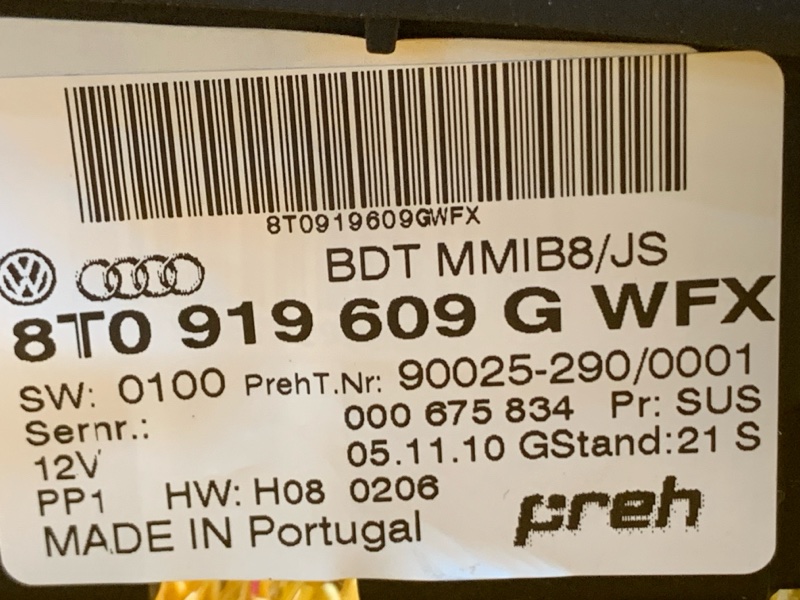 8T0919609GWFX
BDT MMIB8/JS
8T0 919 609 G WFX
SW: 0100 PrehT.Nr: 90025-290/0001
Sernr.: 000 675 834 Pr: SUS
12V 05.11.10 GStand:21 S
PP1 HW: H08 0206
MADE IN Portugal preh